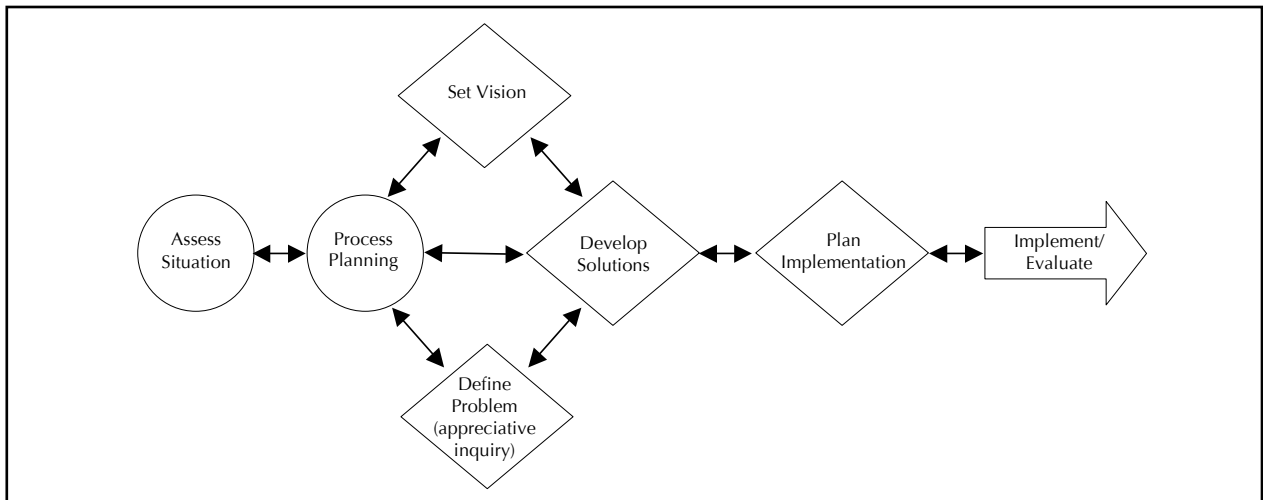 Set Vision
Assess
Situation
Process
Planning
Develop
Solutions
Plan
Implementation
Implement/
Evaluate
Define
Problem
(appreciative
inquiry)